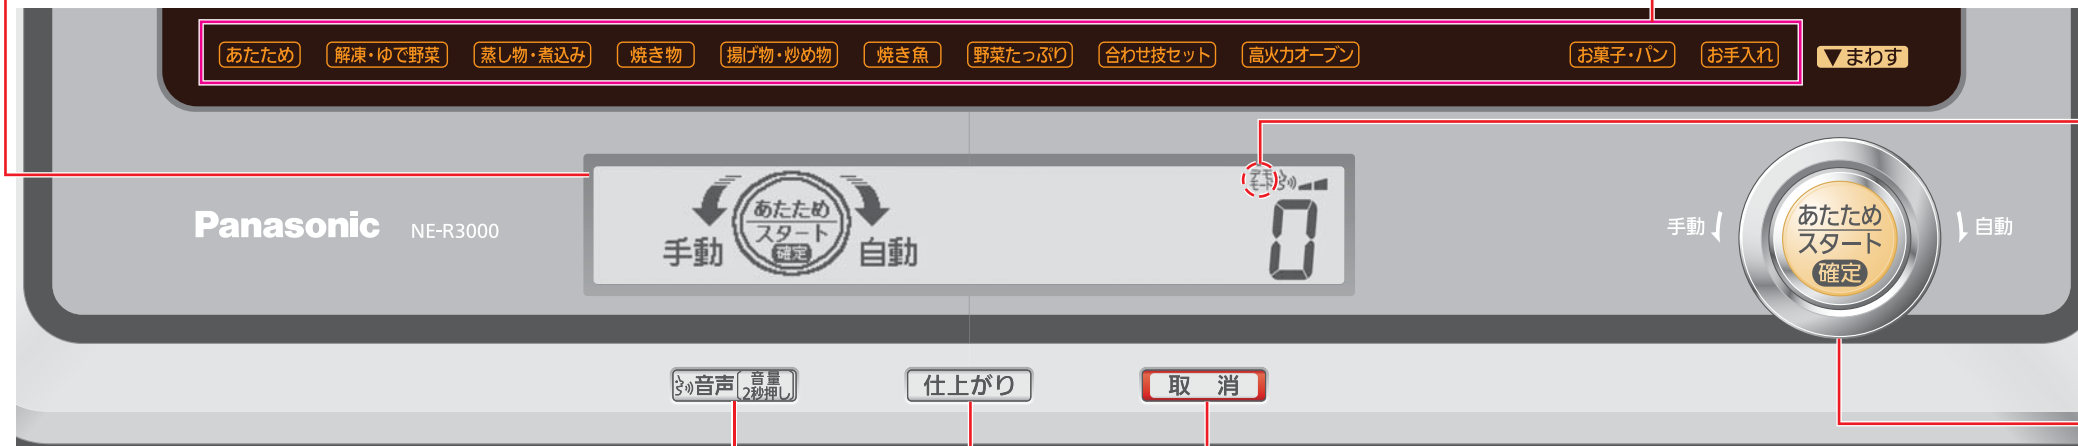 あたため 解凍・ゆで野菜 蒸し物・煮込み 焼き物 揚げ物・炒め物 焼き魚 野菜たっぷり 合わせ技セット 高火力オーブン お菓子・パン お手入れ ▼まわす
デモ
モード
Panasonic NE-R3000
手動
あたため
スタート
確定
自動
0
手動
あたため
スタート
確定
自動
音声 音量
2秒押し
仕上がり
取 消